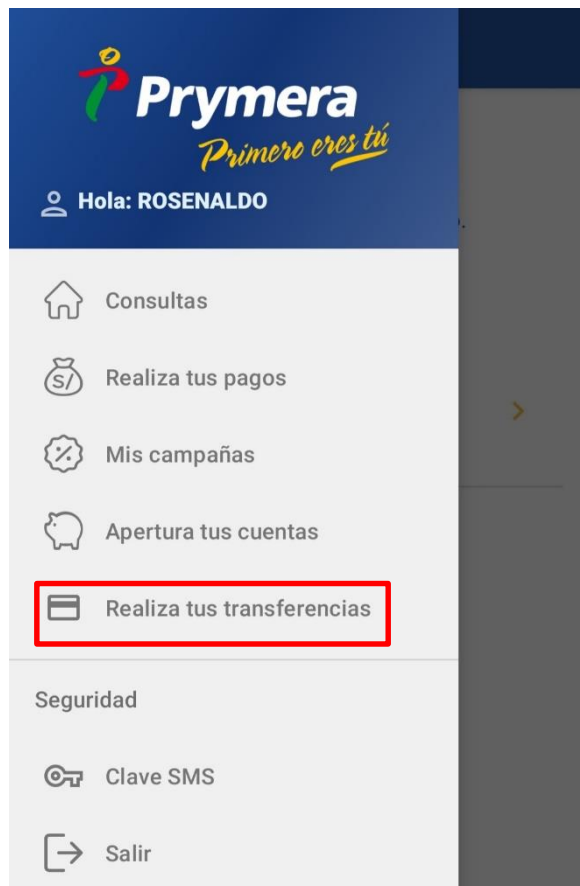 Prymera
Primero eres tú
Hola: ROSENALDO
Consultas
S/
Realiza tus pagos
Mis campañas
Apertura tus cuentas
Realiza tus transferencias
Seguridad
Clave SMS
Salir